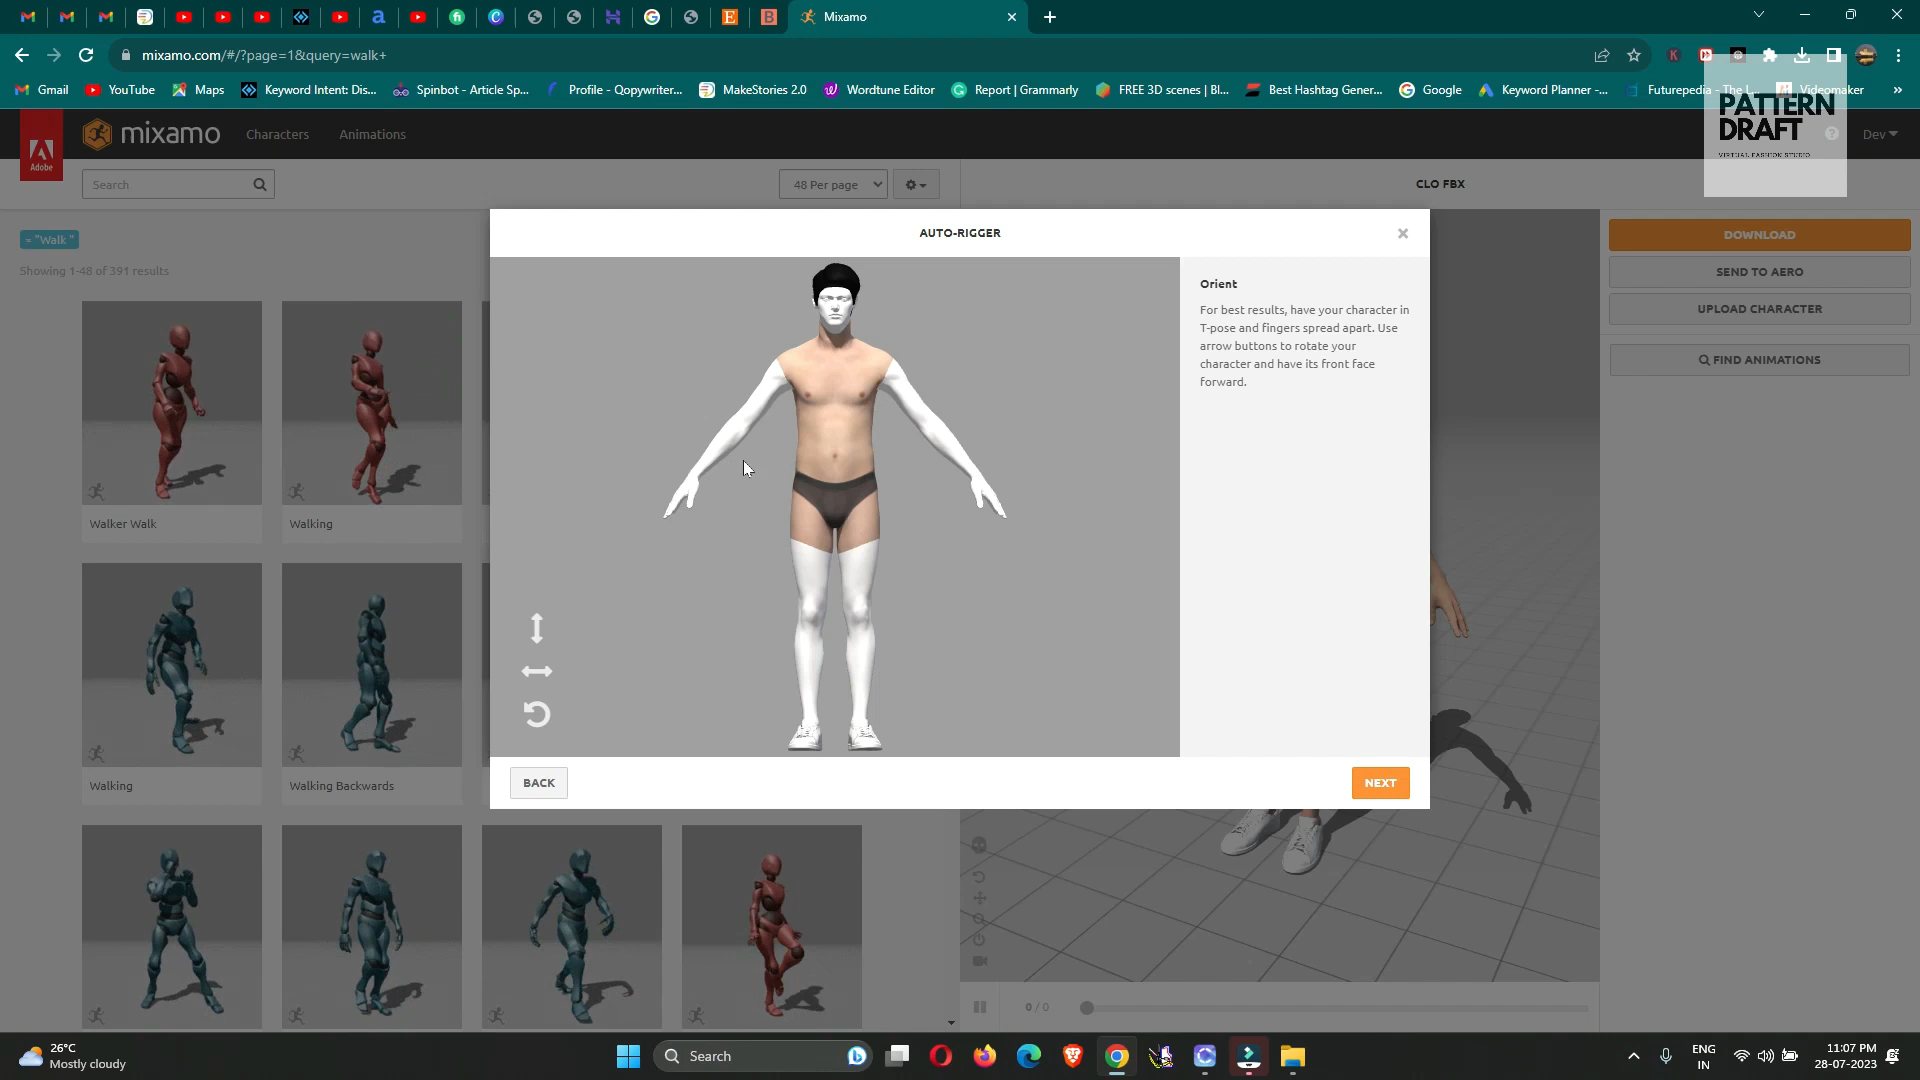 Mixamo
mixamo.com/#/?page=1&query=walk+
Gmail
YouTube
Maps
Keyword Intent: Dis...
Spinbot - Article Sp...
Profile - Qopywriter...
MakeStories 2.0
Wordtune Editor
Report | Grammarly
FREE 3D scenes | Bl...
Best Hashtag Gener...
Google
Keyword Planner -...
Futurepedia - The L...
Videomaker
»
PATTERN
DRAFT
VIRTUAL FASHION STUDIO
Adobe
mixamo
Characters
Animations
Dev
Search
48 Per page
CLO FBX
= "Walk "
Showing 1-48 of 391 results
AUTO-RIGGER
Orient
For best results, have your character in
T-pose and fingers spread apart. Use
arrow buttons to rotate your
character and have its front face
forward.
BACK
NEXT
DOWNLOAD
SEND TO AERO
UPLOAD CHARACTER
FIND ANIMATIONS
Walker Walk
Walking
Walking
Walking Backwards
0 / 0
26°C
Mostly cloudy
Search
ENG
IN
11:07 PM
28-07-2023